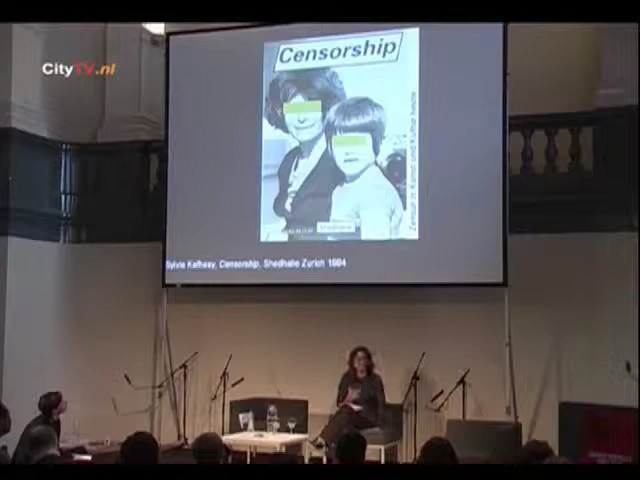 CityTV.nl
Censorship
Zensur in Kunst und Kultur heute
Sylvia Kafhesy, Censorship, Shedhalle Zurich 1994